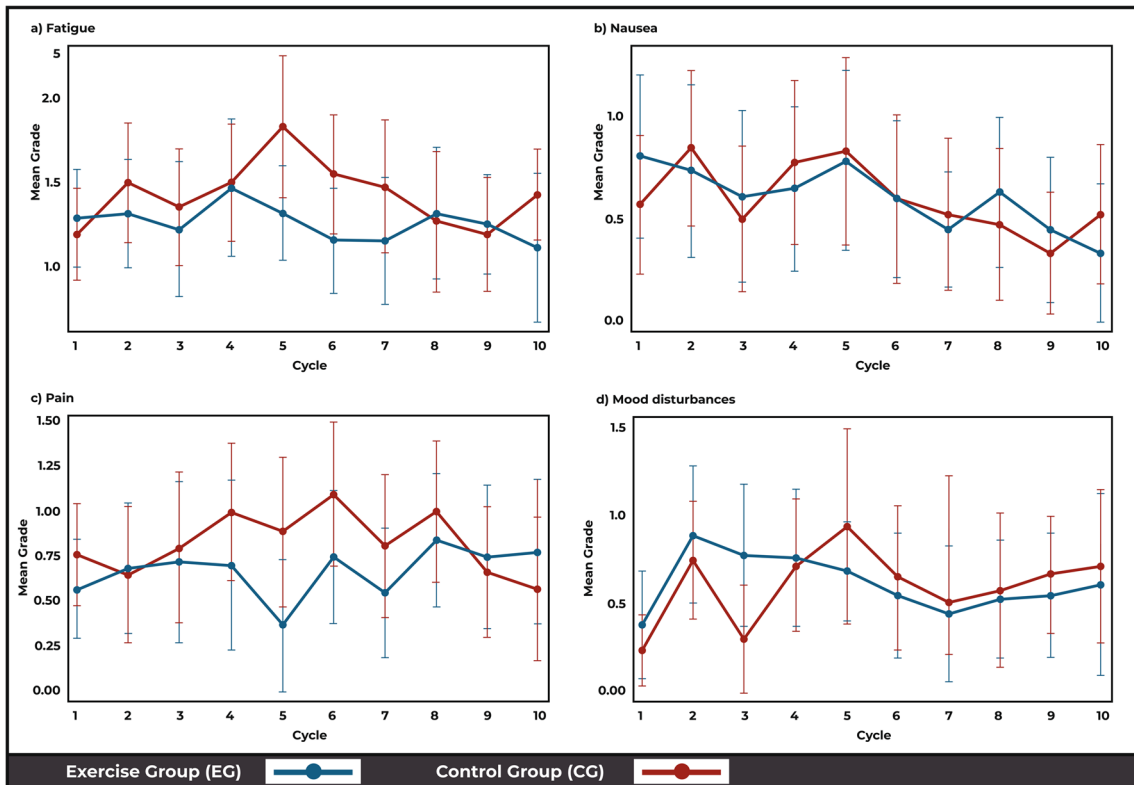 a) Fatigue
5
2.0
1.5
1.0
Mean Grade
1 2 3 4 5 6 7 8 9 10
Cycle
b) Nausea
1.0
0.5
0.0
Mean Grade
1 2 3 4 5 6 7 8 9 10
Cycle
c) Pain
1.50
1.25
1.00
0.75
0.50
0.25
0.00
Mean Grade
1 2 3 4 5 6 7 8 9 10
Cycle
d) Mood disturbances
1.5
1.0
0.5
0.00
Mean Grade
1 2 3 4 5 6 7 8 9 10
Cycle
Exercise Group (EG) Control Group (CG)